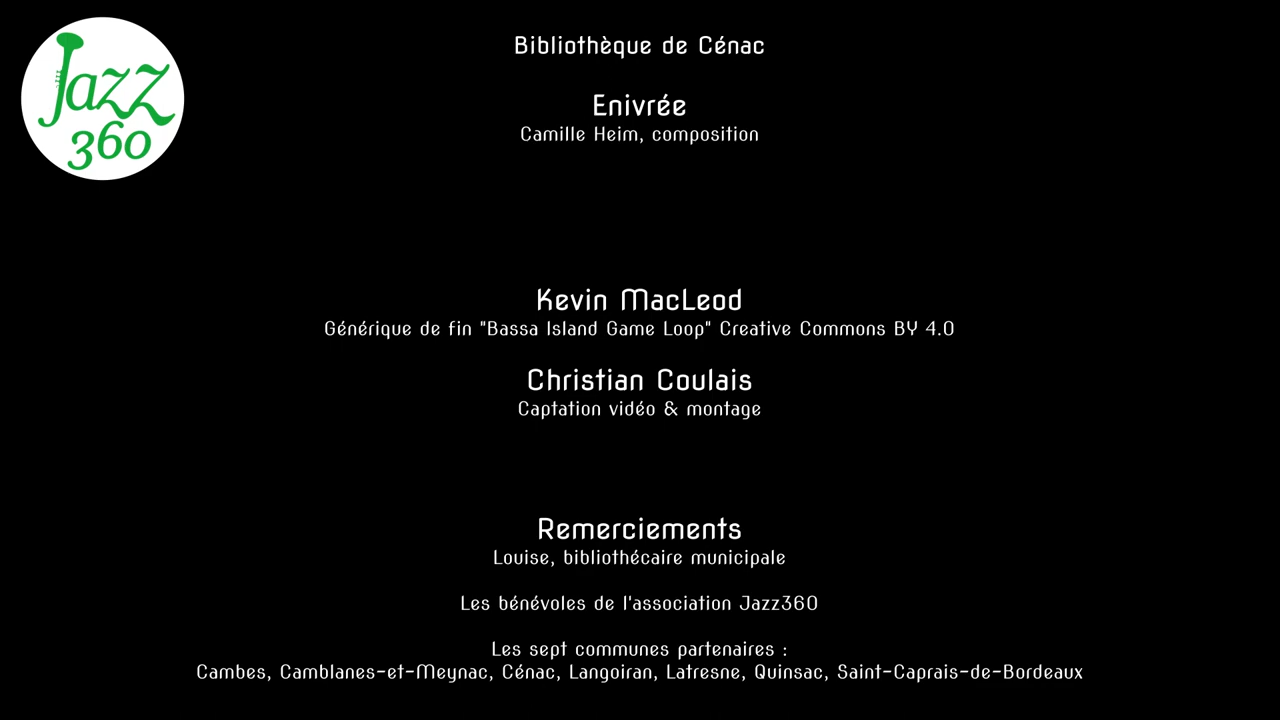 Jazz
360
Bibliothèque de Cénac
Enivrée
Camille Heim, composition
Kevin MacLeod
Générique de fin "Bassa Island Game Loop" Creative Commons BY 4.0
Christian Coulais
Captation vidéo & montage
Remerciements
Louise, bibliothécaire municipale
Les bénévoles de l'association Jazz360
Les sept communes partenaires :
Cambes, Camblanes-et-Meynac, Cénac, Langoiran, Latresne, Quinsac, Saint-Caprais-de-Bordeaux